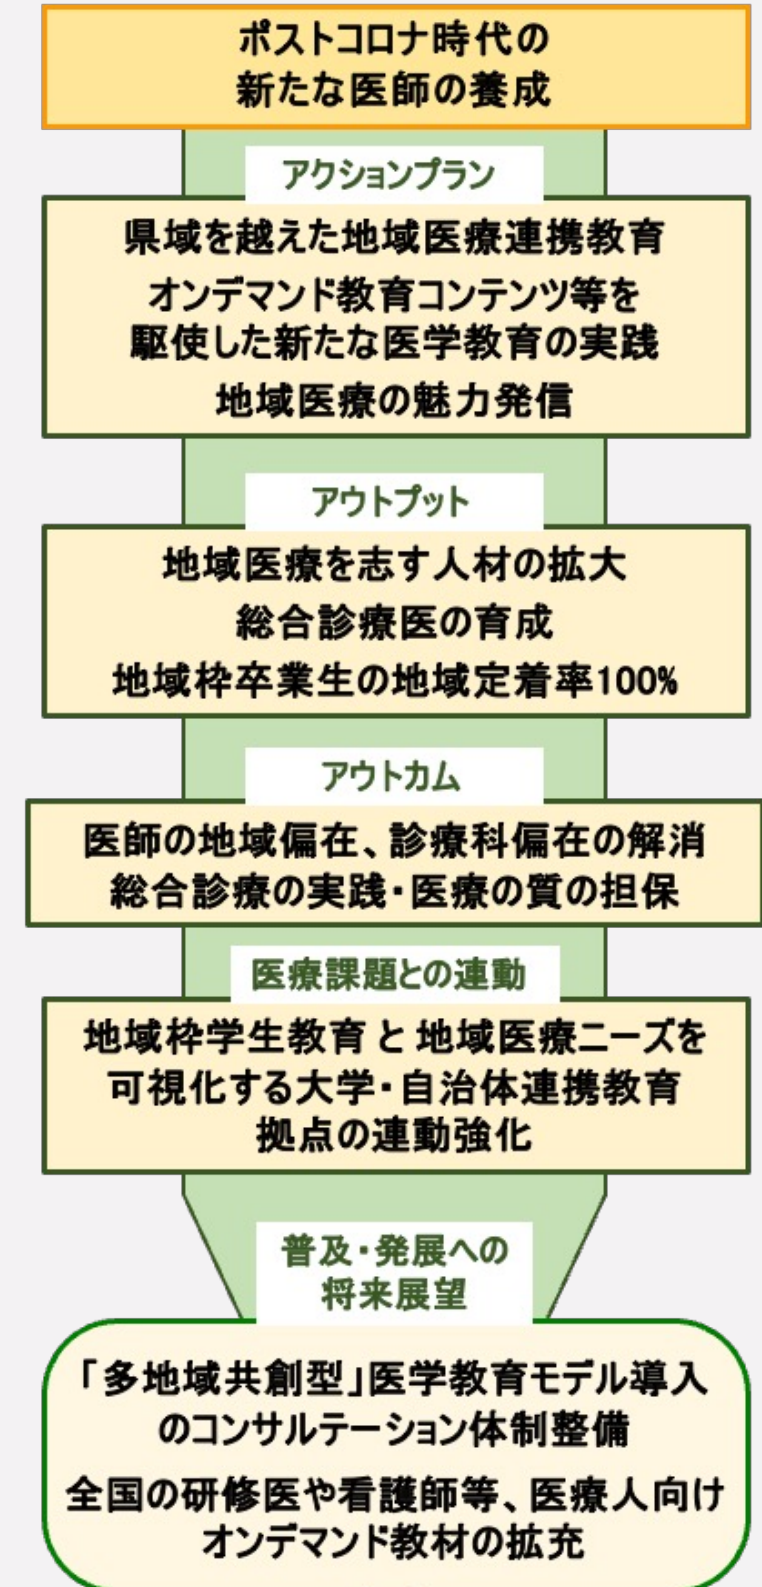 ポストコロナ時代の
新たな医師の養成
アクションプラン
県域を越えた地域医療連携教育
オンデマンド教育コンテンツ等を
駆使した新たな医学教育の実践
地域医療の魅力発信
アウトプット
地域医療を志す人材の拡大
総合診療医の育成
地域枠卒業生の地域定着率100%
アウトカム
医師の地域偏在、診療科偏在の解消
総合診療の実践・医療の質の担保
医療課題との連動
地域枠学生教育 と 地域医療ニーズを
可視化する大学・自治体連携教育
拠点の連動強化
普及・発展への
将来展望
「多地域共創型」医学教育モデル導入
のコンサルテーション体制整備
全国の研修医や看護師等、医療人向け
オンデマンド教材の拡充